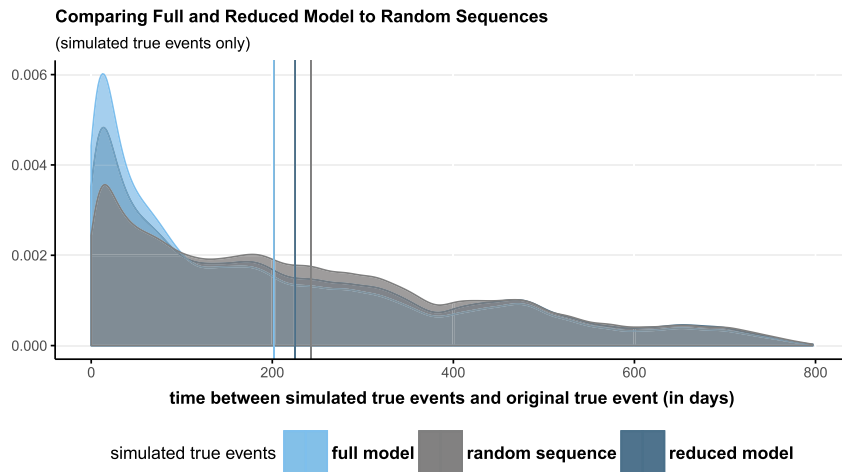 Comparing Full and Reduced Model to Random Sequences
(simulated true events only)
0.006
0.004
0.002
0.000
0 200 400 600 800
time between simulated true events and original true event (in days)
simulated true events full model random sequence reduced model